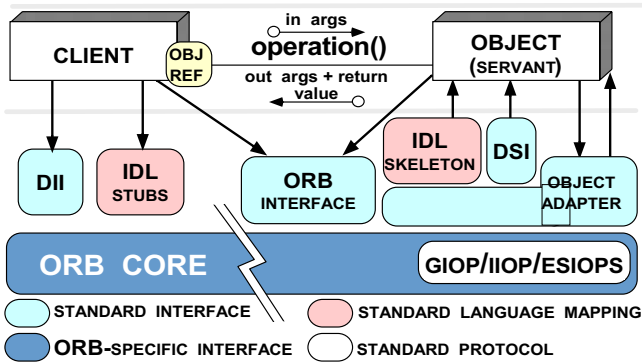 in args
operation()
out args + return
value
CLIENT
OBJ
REF
OBJECT
(SERVANT)
DII
IDL
STUBS
ORB
INTERFACE
IDL
SKELETON
DSI
OBJECT
ADAPTER
ORB CORE
GIOP/IIOP/ESIOPS
STANDARD INTERFACE
STANDARD LANGUAGE MAPPING
ORB-SPECIFIC INTERFACE
STANDARD PROTOCOL